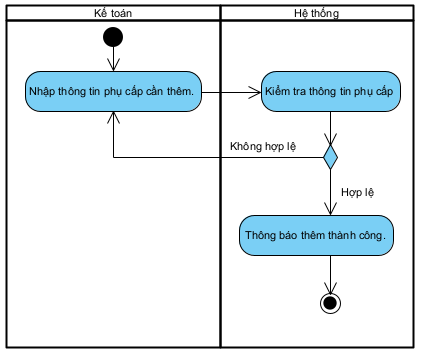 Kế toán
Hệ thống
Nhập thông tin phụ cấp cần thêm.
Kiểm tra thông tin phụ cấp
Không hợp lệ
Hợp lệ
Thông báo thêm thành công.